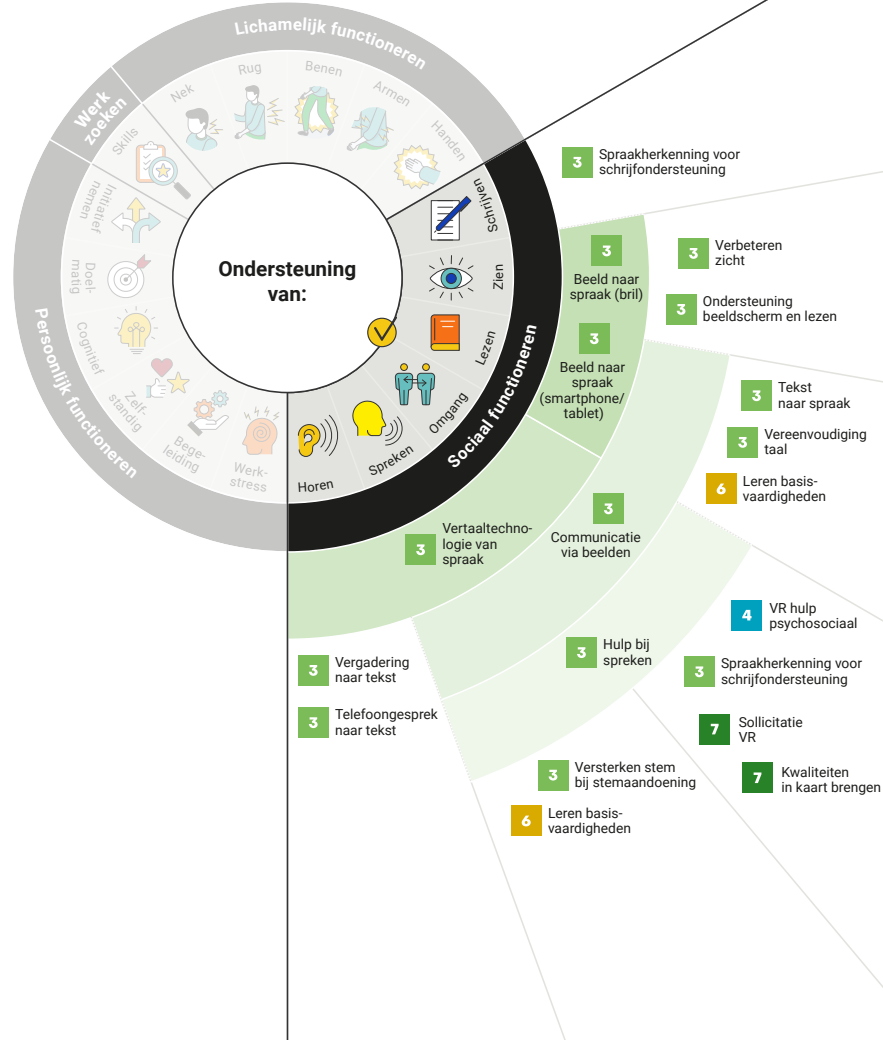 Lichamelijk functioneren
Werk
zoeken
Persoonlijk functioneren
Sociaal functioneren
Nek
Rug
Benen
Armen
Handen
Skills
Initiatief
nemen
Doel-
matig
Cognitief
Zelf-
standig
Bege-
leiding
Werk-
stress
Horen
Spreken
Omgang
Lezen
Zien
Schrijven
Ondersteuning
van:
3 Spraakherkenning voor
schrijfondersteuning
3
Beeld naar
spraak (bril)
3 Verbeteren
zicht
3 Ondersteuning
beeldscherm en lezen
3
Beeld naar
spraak
(smartphone/
tablet)
3 Tekst
naar spraak
3 Vereenvoudiging
taal
6 Leren basis-
vaardigheden
3 Vertaaltechno-
logie van
spraak
3
Communicatie
via beelden
4 VR hulp
psychosociaal
3 Hulp bij
spreken
3 Spraakherkenning voor
schrijfondersteuning
3 Vergadering
naar tekst
3 Telefoongesprek
naar tekst
7 Sollicitatie
VR
7 Kwaliteiten
in kaart brengen
3 Versterken stem
bij stemaandoening
6 Leren basis-
vaardigheden